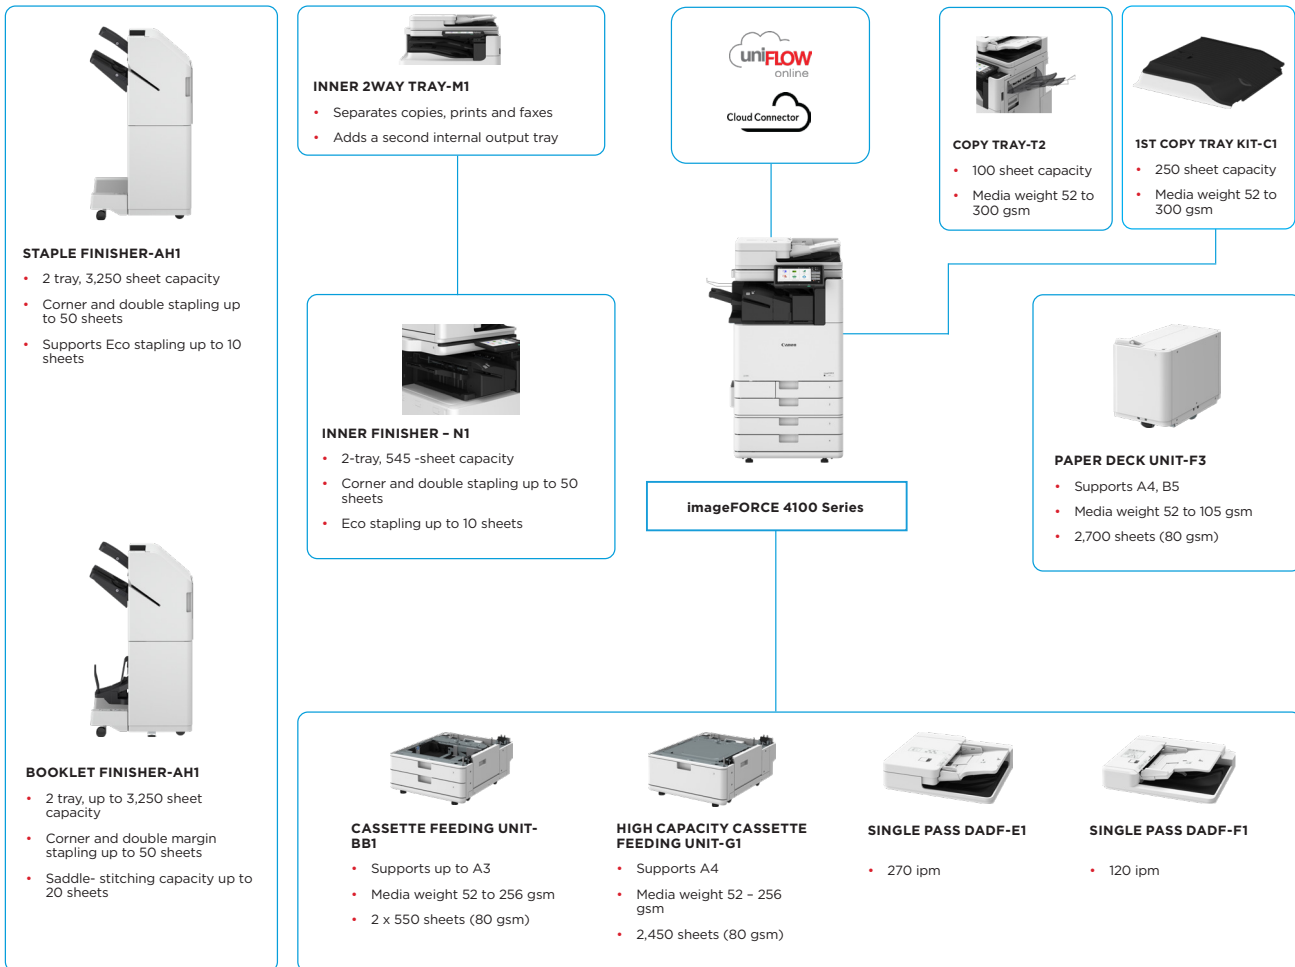 STAPLE FINISHER-AH1
• 2 tray, 3,250 sheet capacity
• Corner and double stapling up
to 50 sheets
• Supports Eco stapling up to 10
sheets
BOOKLET FINISHER-AH1
• 2 tray, up to 3,250 sheet
capacity
• Corner and double margin
stapling up to 50 sheets
• Saddle- stitching capacity up to
20 sheets
INNER 2WAY TRAY-M1
• Separates copies, prints and faxes
• Adds a second internal output tray
INNER FINISHER – N1
• 2-tray, 545 -sheet capacity
• Corner and double stapling up to 50
sheets
• Eco stapling up to 10 sheets
uniFLOW
online
Cloud Connector
Canon
imageFORCE 4100 Series
COPY TRAY-T2
• 100 sheet capacity
• Media weight 52 to
300 gsm
1ST COPY TRAY KIT-C1
• 250 sheet capacity
• Media weight 52 to
300 gsm
PAPER DECK UNIT-F3
• Supports A4, B5
• Media weight 52 to 105 gsm
• 2,700 sheets (80 gsm)
CASSETTE FEEDING UNIT-
BB1
• Supports up to A3
• Media weight 52 to 256 gsm
• 2 x 550 sheets (80 gsm)
HIGH CAPACITY CASSETTE
FEEDING UNIT-G1
• Supports A4
• Media weight 52 – 256
gsm
• 2,450 sheets (80 gsm)
SINGLE PASS DADF-E1
• 270 ipm
SINGLE PASS DADF-F1
• 120 ipm